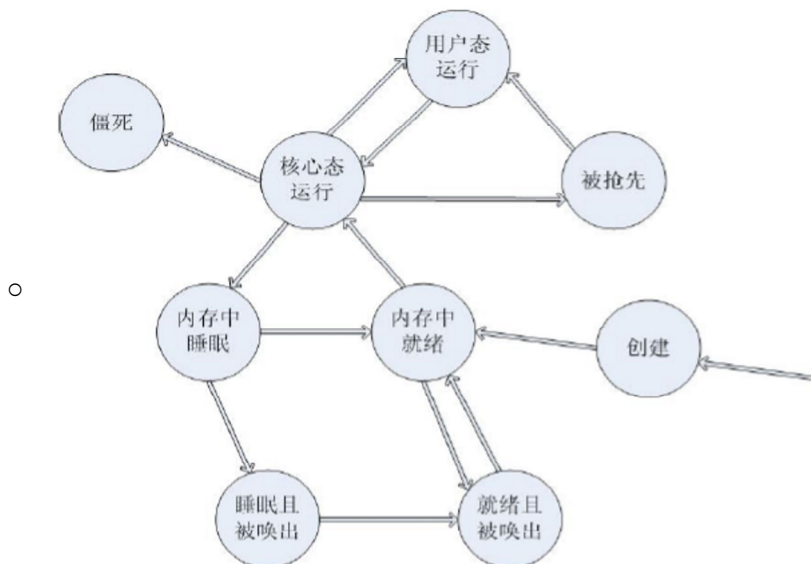 用户态
运行
僵死
核心态
运行
被抢先
内存中
睡眠
内存中
就绪
创建
睡眠且
被唤出
就绪且
被唤出